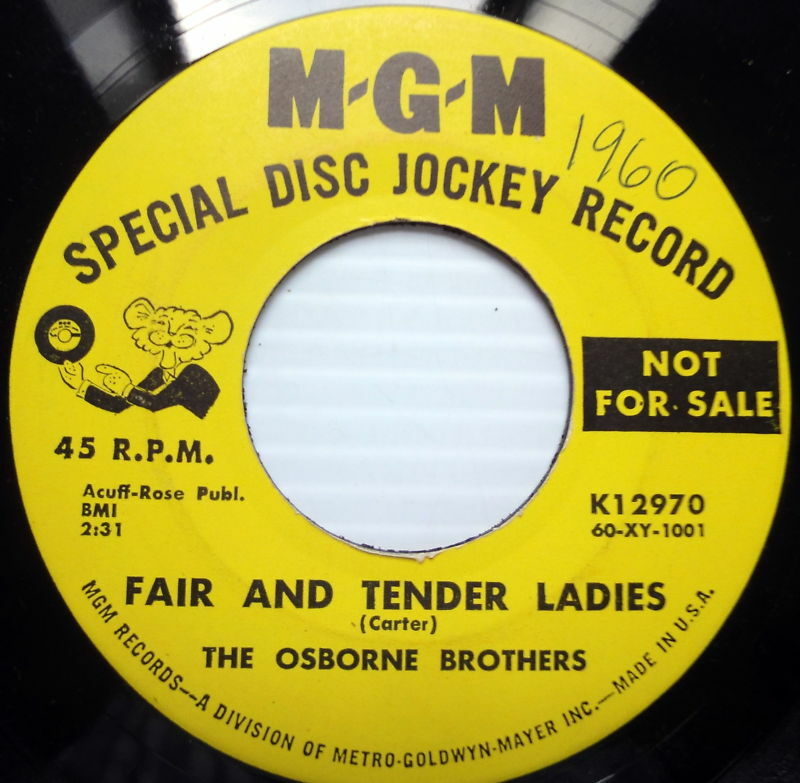 M-G-M
1960
SPECIAL DISC JOCKEY RECORD
NOT
FOR SALE
45 R.P.M.
Acuff-Rose Publ.
BMI
2:31
K12970
60-XY-1001
FAIR AND TENDER LADIES
(Carter)
THE OSBORNE BROTHERS
MGM RECORDS—A DIVISION OF METRO-GOLDWYN-MAYER INC.—MADE IN U.S.A.